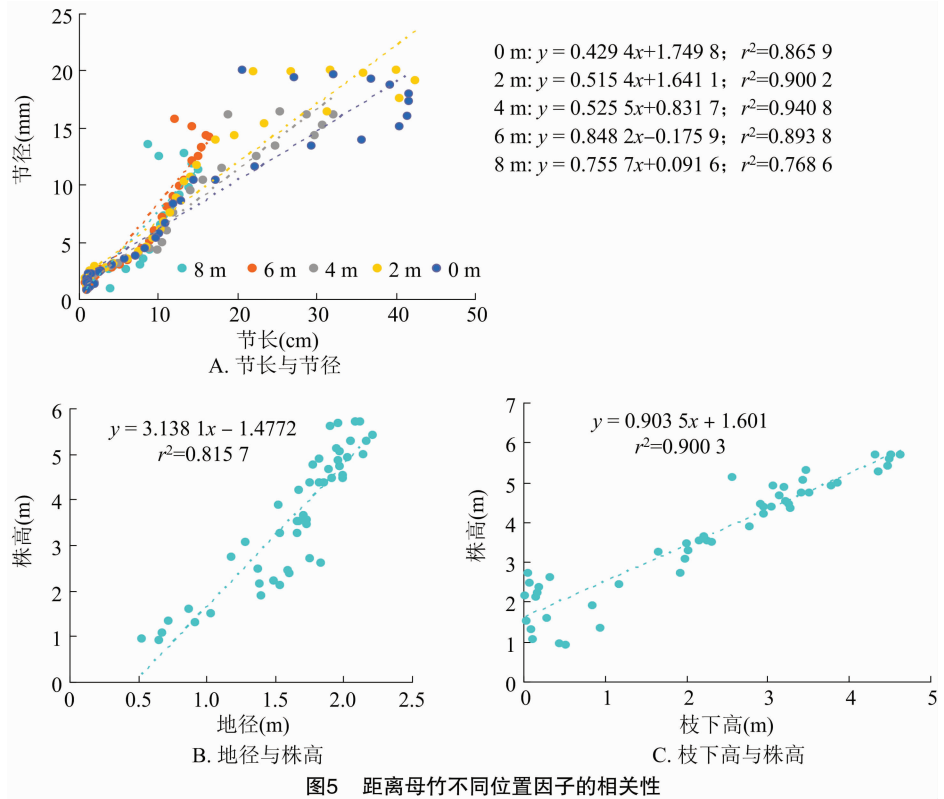 25
20
15
10
5
0
节径(mm)
0 10 20 30 40 50
节长(cm)
8 m 6 m 4 m 2 m 0 m
0 m: y = 0.429 4x+1.749 8; r²=0.865 9
2 m: y = 0.515 4x+1.641 1; r²=0.900 2
4 m: y = 0.525 5x+0.831 7; r²=0.940 8
6 m: y = 0.848 2x−0.175 9; r²=0.893 8
8 m: y = 0.755 7x+0.091 6; r²=0.768 6
A. 节长与节径
6
5
4
3
2
1
0
株高(m)
y = 3.138 1x − 1.4772
r²=0.815 7
0 0.5 1.0 1.5 2.0 2.5
地径(m)
B. 地径与株高
7
6
5
4
3
2
1
0
株高(m)
y = 0.903 5x + 1.601
r²=0.900 3
0 1 2 3 4 5
枝下高(m)
C. 枝下高与株高
图5 距离母竹不同位置因子的相关性